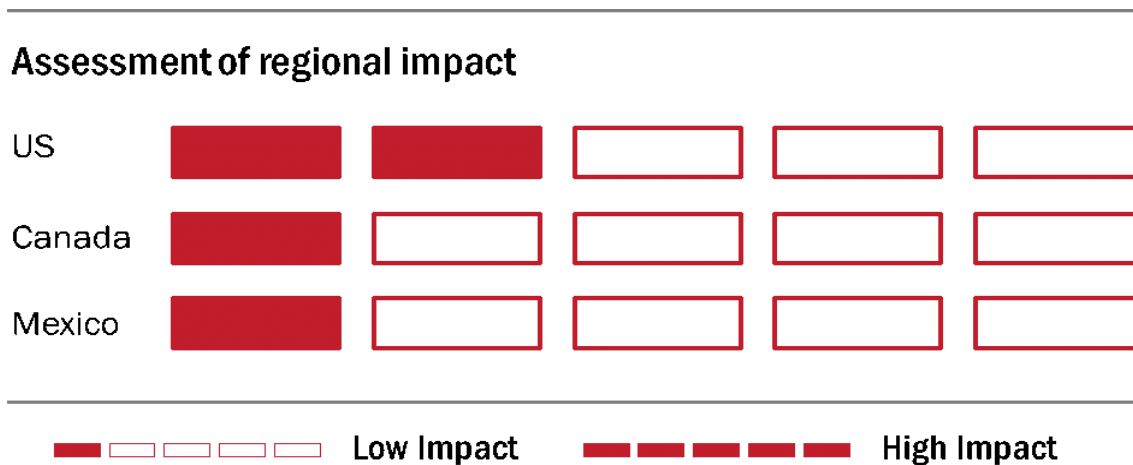 Assessment of regional impact
US
Canada
Mexico
Low Impact High Impact